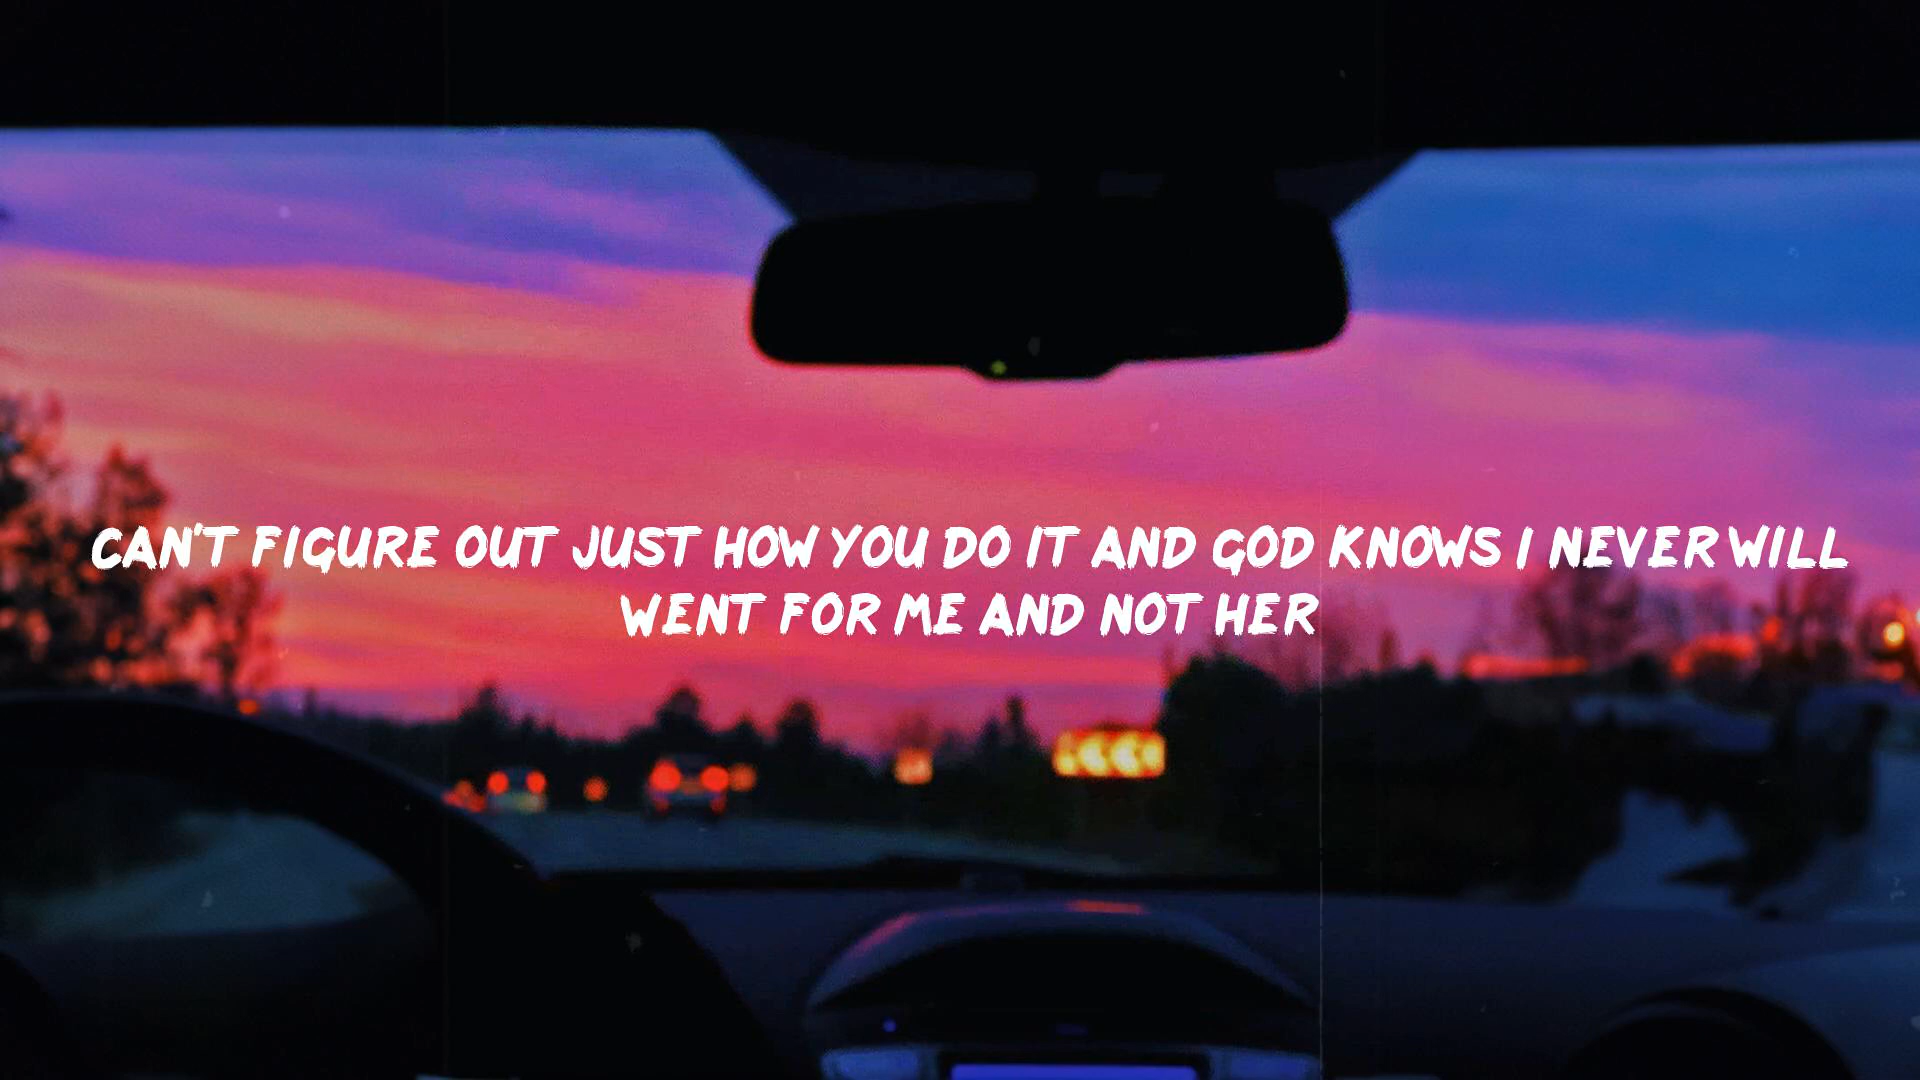 CAN'T FIGURE OUT JUST HOW YOU DO IT AND GOD KNOWS I NEVER WILL
WENT FOR ME AND NOT HER